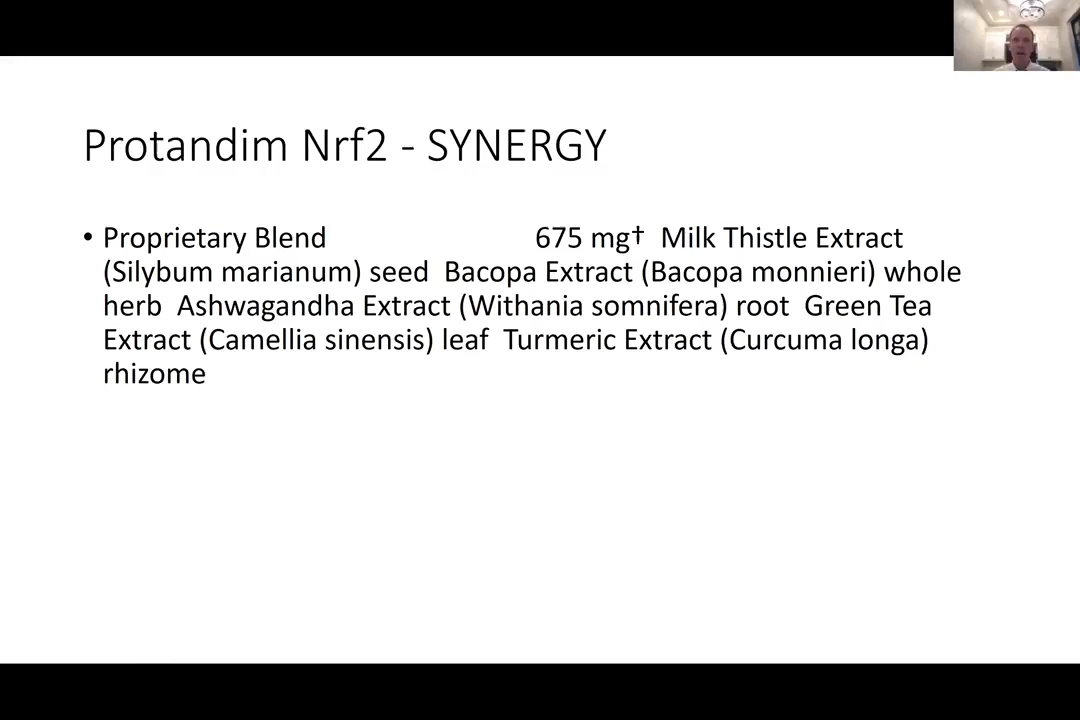 Protandim Nrf2 - SYNERGY
• Proprietary Blend 675 mg† Milk Thistle Extract
(Silybum marianum) seed Bacopa Extract (Bacopa monnieri) whole
herb Ashwagandha Extract (Withania somnifera) root Green Tea
Extract (Camellia sinensis) leaf Turmeric Extract (Curcuma longa)
rhizome